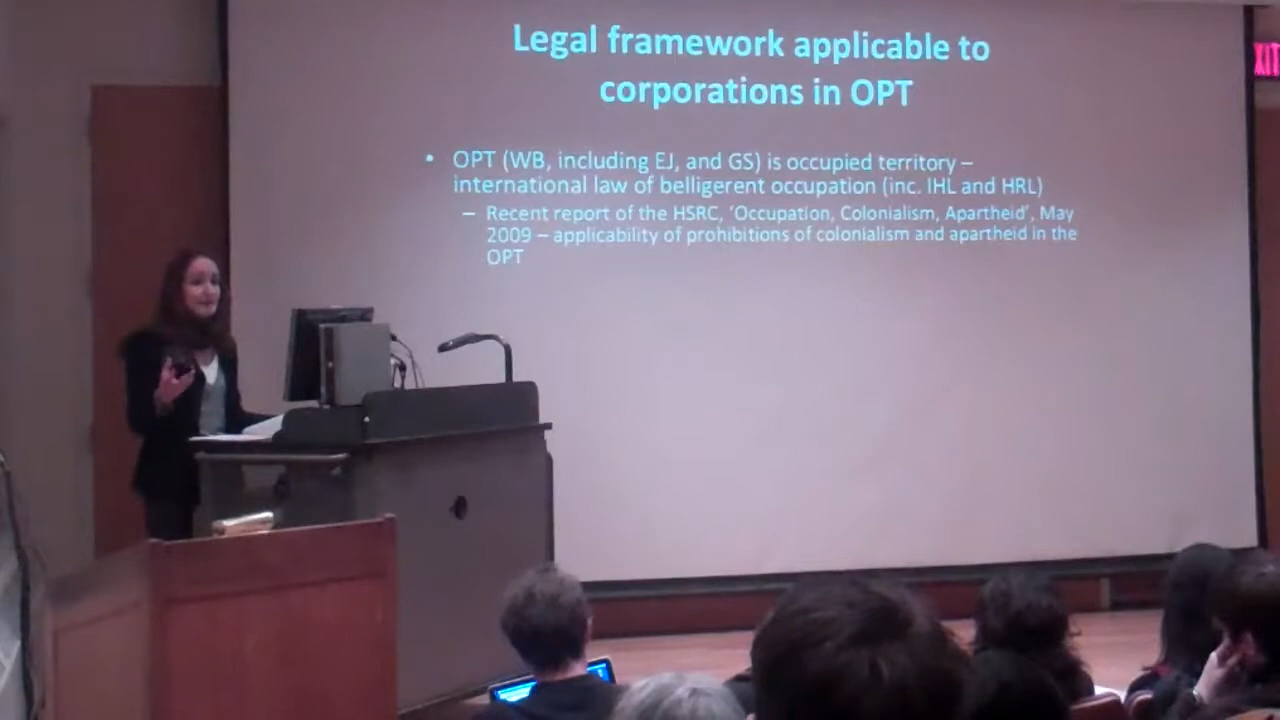 Legal framework applicable to
corporations in OPT
• OPT (WB, including EJ, and GS) is occupied territory –
international law of belligerent occupation (inc. IHL and HRL)
– Recent report of the HSRC, ‘Occupation, Colonialism, Apartheid’, May
2009 – applicability of prohibitions of colonialism and apartheid in the
OPT
EXIT